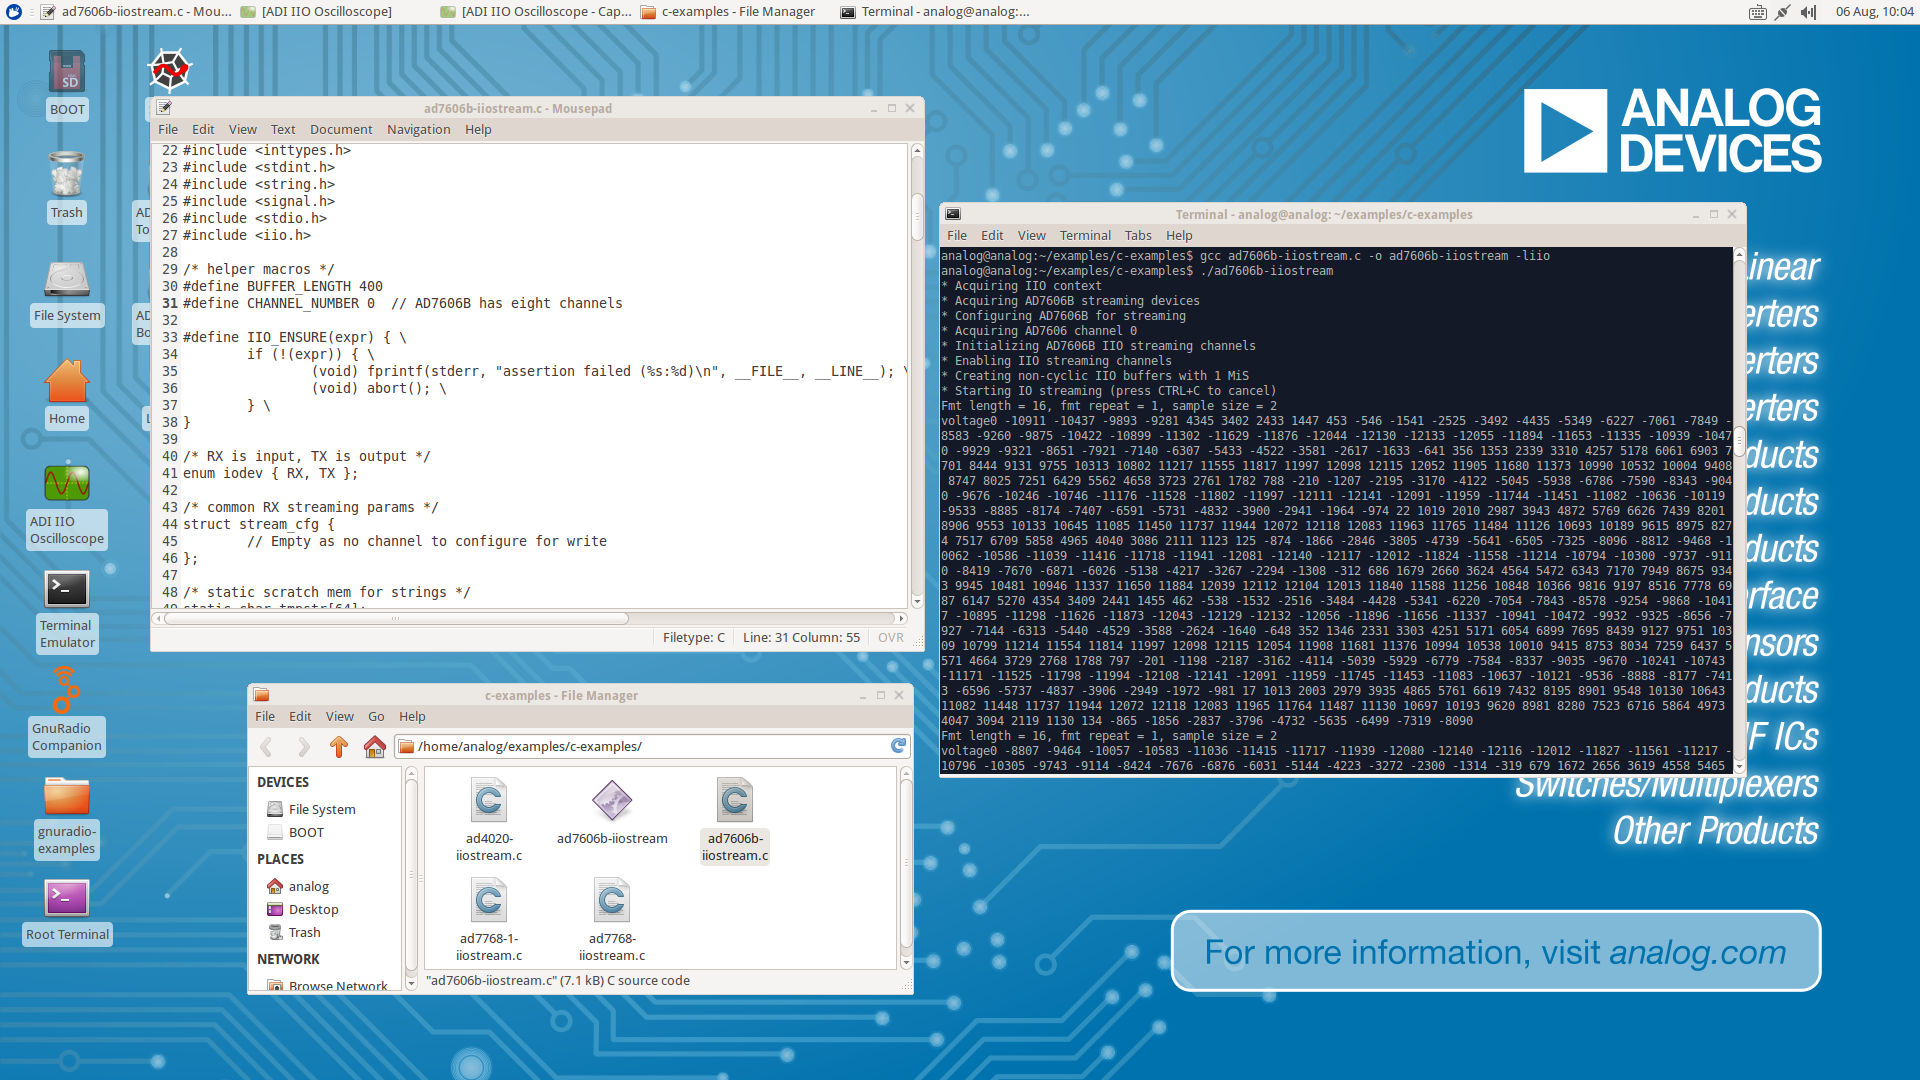 ad7606b-iiostream.c - Mou...
[ADI IIO Oscilloscope]
[ADI IIO Oscilloscope - Cap...
c-examples - File Manager
Terminal - analog@analog:...
06 Aug, 10:04
BOOT
Trash
File System
Home
ADI IIO
Oscilloscope
Terminal
Emulator
GnuRadio
Companion
gnuradio-
examples
Root Terminal
ad7606b-iiostream.c - Mousepad
File Edit View Text Document Navigation Help
22 #include <inttypes.h>
23 #include <stdint.h>
24 #include <string.h>
25 #include <signal.h>
26 #include <stdio.h>
27 #include <iio.h>
28
29 /* helper macros */
30 #define BUFFER_LENGTH 400
31 #define CHANNEL_NUMBER 0  // AD7606B has eight channels
32
33 #define IIO_ENSURE(expr) { \
34         if (!(expr)) { \
35                 (void) fprintf(stderr, "assertion failed (%s:%d)\n", __FILE__, __LINE__); \
36                 (void) abort(); \
37         } \
38 }
39
40 /* RX is input, TX is output */
41 enum iodev { RX, TX };
42
43 /* common RX streaming params */
44 struct stream_cfg {
45         // Empty as no channel to configure for write
46 };
47
48 /* static scratch mem for strings */
49 static char tmpstr[64];
Filetype: C
Line: 31 Column: 55
OVR
c-examples - File Manager
File Edit View Go Help
/home/analog/examples/c-examples/
DEVICES
File System
BOOT
PLACES
analog
Desktop
Trash
NETWORK
Browse Network
ad4020-
iiostream.c
ad7606b-iiostream
ad7606b-
iiostream.c
ad7768-1-
iiostream.c
ad7768-
iiostream.c
"ad7606b-iiostream.c" (7.1 kB) C source code
ANALOG
DEVICES
Terminal - analog@analog: ~/examples/c-examples
File Edit View Terminal Tabs Help
analog@analog:~/examples/c-examples$ gcc ad7606b-iiostream.c -o ad7606b-iiostream -liio
analog@analog:~/examples/c-examples$ ./ad7606b-iiostream
* Acquiring IIO context
* Acquiring AD7606B streaming devices
* Configuring AD7606B for streaming
* Acquiring AD7606 channel 0
* Initializing AD7606B IIO streaming channels
* Enabling IIO streaming channels
* Creating non-cyclic IIO buffers with 1 MiS
* Starting IO streaming (press CTRL+C to cancel)
Fmt length = 16, fmt repeat = 1, sample size = 2
voltage0 -10911 -10437 -9893 -9281 4345 3402 2433 1447 453 -546 -1541 -2525 -3492 -4435 -5349 -6227 -7061 -7849 -
8583 -9260 -9875 -10422 -10899 -11302 -11629 -11876 -12044 -12130 -12133 -12055 -11894 -11653 -11335 -10939 -1047
0 -9929 -9321 -8651 -7921 -7140 -6307 -5433 -4522 -3581 -2617 -1633 -641 356 1353 2339 3310 4257 5178 6061 6903 7
701 8444 9131 9755 10313 10802 11217 11555 11817 11997 12098 12115 12052 11905 11680 11373 10990 10532 10004 9408
8747 8025 7251 6429 5562 4658 3723 2761 1782 788 -210 -1207 -2195 -3170 -4122 -5045 -5938 -6786 -7590 -8343 -904
0 -9676 -10246 -10746 -11176 -11528 -11802 -11997 -12111 -12141 -12091 -11959 -11744 -11451 -11082 -10636 -10119
-9533 -8885 -8174 -7407 -6591 -5731 -4832 -3900 -2941 -1964 -974 22 1019 2010 2987 3943 4872 5769 6626 7439 8201
8906 9553 10133 10645 11085 11450 11737 11944 12072 12118 12083 11963 11765 11484 11126 10693 10189 9615 8975 827
4 7517 6709 5858 4965 4040 3086 2111 1123 125 -874 -1866 -2846 -3805 -4739 -5641 -6505 -7325 -8096 -8812 -9468 -1
0062 -10586 -11039 -11416 -11718 -11941 -12081 -12140 -12117 -12012 -11824 -11558 -11214 -10794 -10300 -9737 -911
0 -8419 -7670 -6871 -6026 -5138 -4217 -3267 -2294 -1308 -312 686 1679 2660 3624 4564 5472 6343 7170 7949 8675 934
3 9945 10481 10946 11337 11650 11884 12039 12112 12104 12013 11840 11588 11256 10848 10366 9816 9197 8516 7778 69
87 6147 5270 4354 3409 2441 1455 462 -538 -1532 -2516 -3484 -4428 -5341 -6220 -7054 -7843 -8578 -9254 -9868 -1041
7 -10895 -11298 -11626 -11873 -12043 -12129 -12132 -12056 -11896 -11656 -11337 -10941 -10472 -9932 -9325 -8656 -7
927 -7144 -6313 -5440 -4529 -3588 -2624 -1640 -648 352 1346 2331 3303 4251 5171 6054 6899 7695 8439 9127 9751 103
09 10799 11214 11554 11814 11997 12098 12115 12054 11908 11681 11376 10994 10538 10010 9415 8753 8034 7259 6437 5
571 4664 3729 2768 1788 797 -201 -1198 -2187 -3162 -4114 -5039 -5929 -6779 -7584 -8337 -9035 -9670 -10241 -10743
-11171 -11525 -11798 -11994 -12108 -12141 -12091 -11959 -11745 -11453 -11083 -10637 -10121 -9536 -8888 -8177 -741
3 -6596 -5737 -4837 -3906 -2949 -1972 -981 17 1013 2003 2979 3935 4865 5761 6619 7432 8195 8901 9548 10130 10643
11082 11448 11737 11944 12072 12118 12083 11965 11764 11487 11130 10697 10193 9620 8981 8280 7523 6716 5864 4973
4047 3094 2119 1130 134 -865 -1856 -2837 -3796 -4732 -5635 -6499 -7319 -8090
Fmt length = 16, fmt repeat = 1, sample size = 2
voltage0 -8807 -9464 -10057 -10583 -11036 -11415 -11717 -11939 -12080 -12140 -12116 -12012 -11827 -11561 -11217 -
10796 -10305 -9743 -9114 -8424 -7676 -6876 -6031 -5144 -4223 -3272 -2300 -1314 -319 679 1672 2656 3619 4558 5465
Switches/Multiplexers
Other Products
For more information, visit analog.com